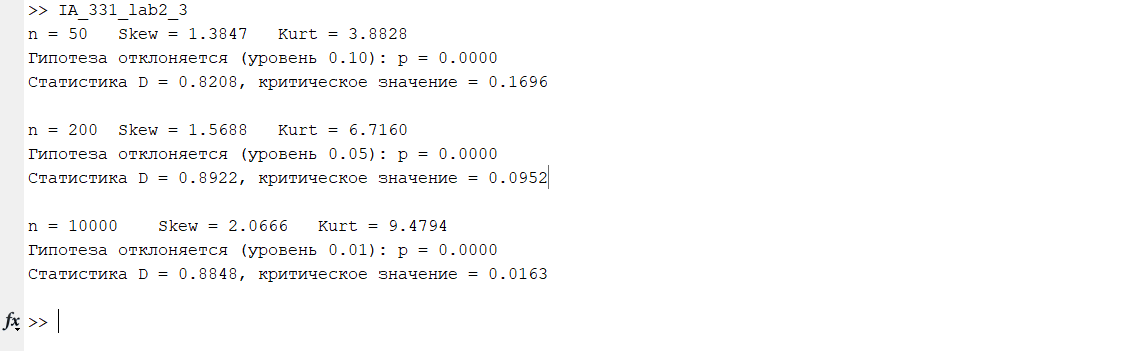 >> IA_331_lab2_3
n = 50   Skew = 1.3847   Kurt = 3.8828
Гипотеза отклоняется (уровень 0.10): p = 0.0000
Статистика D = 0.8208, критическое значение = 0.1696
n = 200  Skew = 1.5688   Kurt = 6.7160
Гипотеза отклоняется (уровень 0.05): p = 0.0000
Статистика D = 0.8922, критическое значение = 0.0952
n = 10000    Skew = 2.0666   Kurt = 9.4794
Гипотеза отклоняется (уровень 0.01): p = 0.0000
Статистика D = 0.8848, критическое значение = 0.0163
fx >>